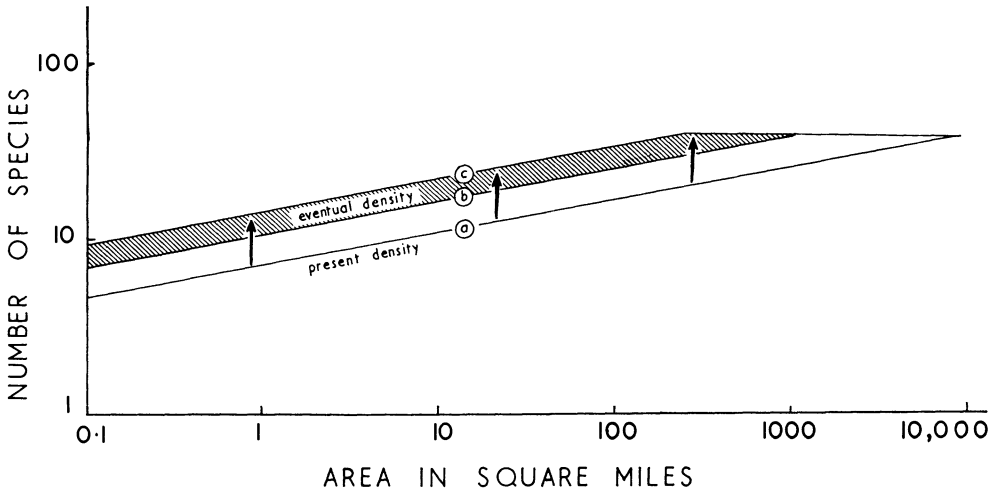 NUMBER OF SPECIES
100
10
1
c
b
a
eventual density
present density
0·1
1
10
100
1000
10,000
AREA IN SQUARE MILES